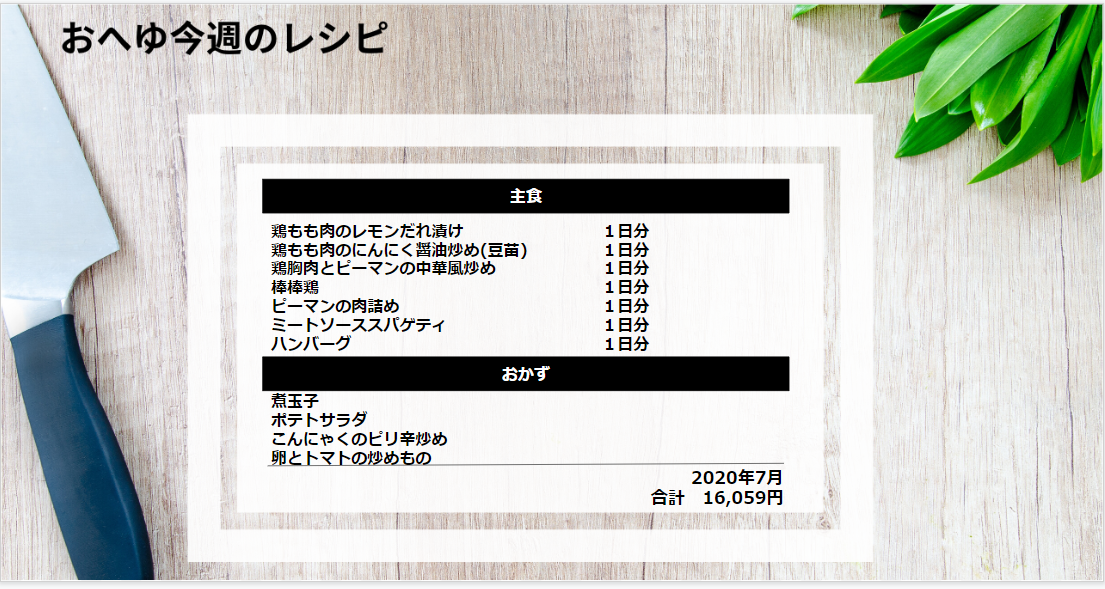 おへゆ今週のレシピ
主食
鶏もも肉のレモンだれ漬け １日分
鶏もも肉のにんにく醤油炒め(豆苗) １日分
鶏胸肉とピーマンの中華風炒め １日分
棒棒鶏 １日分
ピーマンの肉詰め １日分
ミートソーススパゲティ １日分
ハンバーグ １日分
おかず
煮玉子
ポテトサラダ
こんにゃくのピリ辛炒め
卵とトマトの炒めもの
2020年7月
合計　16,059円